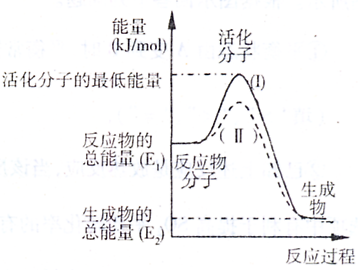 能量
(kJ/mol)
活化
分子
活化分子的最低能量
(Ⅰ)
(Ⅱ)
反应物的
总能量(E₁)
反应物
分子
生成
物
生成物的
总能量(E₂)
反应过程